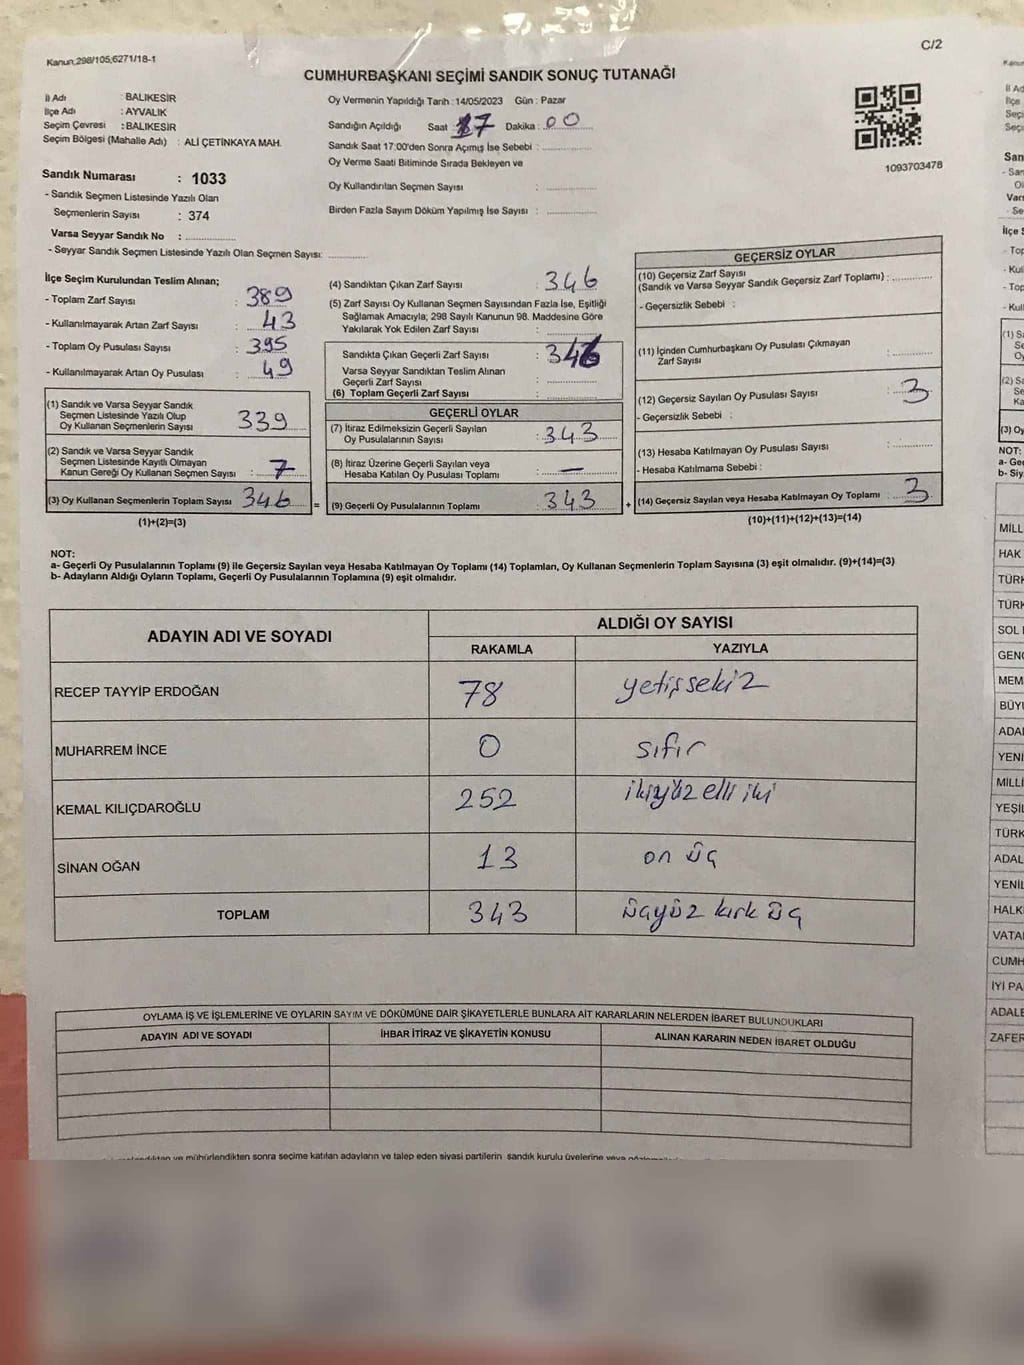 C/2
Kanun,298/105,6271/18-1
CUMHURBAŞKANI SEÇİMİ SANDIK SONUÇ TUTANAĞI
İl Adı : BALIKESİR
İlçe Adı : AYVALIK
Seçim Çevresi : BALIKESİR
Seçim Bölgesi (Mahalle Adı) : ALİ ÇETİNKAYA MAH.
Sandık Numarası : 1033
- Sandık Seçmen Listesinde Yazılı Olan
Seçmenlerin Sayısı : 374
Varsa Seyyar Sandık No :
- Seyyar Sandık Seçmen Listesinde Yazılı Olan Seçmen Sayısı:
Oy Vermenin Yapıldığı Tarih : 14/05/2023 Gün : Pazar
Sandığın Açıldığı Saat : 17 Dakika : 00
Sandık Saat 17:00'den Sonra Açımış İse Sebebi :
Oy Verme Saati Bitiminde Sırada Bekleyen ve
Oy Kullandırılan Seçmen Sayısı :
Birden Fazla Sayım Döküm Yapılmış İse Sayısı :
1093703478
İlçe Seçim Kurulundan Teslim Alınan;
- Toplam Zarf Sayısı : 389
- Kullanılmayarak Artan Zarf Sayısı : 43
- Toplam Oy Pusulası Sayısı : 395
- Kullanılmayarak Artan Oy Pusulası : 49
(1) Sandık ve Varsa Seyyar Sandık
Seçmen Listesinde Yazılı Olup
Oy Kullanan Seçmenlerin Sayısı 339
(2) Sandık ve Varsa Seyyar Sandık
Seçmen Listesinde Kayıtlı Olmayan
Kanun Gereği Oy Kullanan Seçmen Sayısı : 7
(3) Oy Kullanan Seçmenlerin Toplam Sayısı 346 =
(1)+(2)=(3)
(4) Sandıktan Çıkan Zarf Sayısı : 346
(5) Zarf Sayısı Oy Kullanan Seçmen Sayısından Fazla İse, Eşitliği
Sağlamak Amacıyla; 298 Sayılı Kanunun 98. Maddesine Göre
Yakılarak Yok Edilen Zarf Sayısı :
Sandıkta Çıkan Geçerli Zarf Sayısı : 346
Varsa Seyyar Sandıktan Teslim Alınan
Geçerli Zarf Sayısı :
(6) Toplam Geçerli Zarf Sayısı :
GEÇERLİ OYLAR
(7) İtiraz Edilmeksizin Geçerli Sayılan
Oy Pusulalarının Sayısı : 343
(8) İtiraz Üzerine Geçerli Sayılan veya
Hesaba Katılan Oy Pusulası Toplamı : —
(9) Geçerli Oy Pusulalarının Toplamı : 343 +
GEÇERSİZ OYLAR
(10) Geçersiz Zarf Sayısı
(Sandık ve Varsa Seyyar Sandık Geçersiz Zarf Toplamı) :
- Geçersizlik Sebebi :
(11) İçinden Cumhurbaşkanı Oy Pusulası Çıkmayan
Zarf Sayısı :
(12) Geçersiz Sayılan Oy Pusulası Sayısı : 3
- Geçersizlik Sebebi :
(13) Hesaba Katılmayan Oy Pusulası Sayısı :
- Hesaba Katılmama Sebebi :
(14) Geçersiz Sayılan veya Hesaba Katılmayan Oy Toplamı : 3
(10)+(11)+(12)+(13)=(14)
NOT:
a- Geçerli Oy Pusulalarının Toplamı (9) ile Geçersiz Sayılan veya Hesaba Katılmayan Oy Toplamı (14) Toplamları, Oy Kullanan Seçmenlerin Toplam Sayısına (3) eşit olmalıdır. (9)+(14)=(3)
b- Adayların Aldığı Oyların Toplamı, Geçerli Oy Pusulalarının Toplamına (9) eşit olmalıdır.
ADAYIN ADI VE SOYADI ALDIĞI OY SAYISI
RAKAMLA YAZIYLA
RECEP TAYYİP ERDOĞAN 78 yetişsekiz
MUHARREM İNCE 0 sıfır
KEMAL KILIÇDAROĞLU 252 ikiyüz elli iki
SİNAN OĞAN 13 on üç
TOPLAM 343 üçyüz kırk üç
OYLAMA İŞ VE İŞLEMLERİNE VE OYLARIN SAYIM VE DÖKÜMÜNE DAİR ŞİKAYETLERLE BUNLARA AİT KARARLARIN NELERDEN İBARET BULUNDUKLARI
ADAYIN ADI VE SOYADI İHBAR İTİRAZ VE ŞİKAYETİN KONUSU ALINAN KARARIN NEDEN İBARET OLDUĞU
ve mühürlendikten sonra seçime katılan adayların ve talep eden siyasi partilerin sandık kurulu üyelerine veya